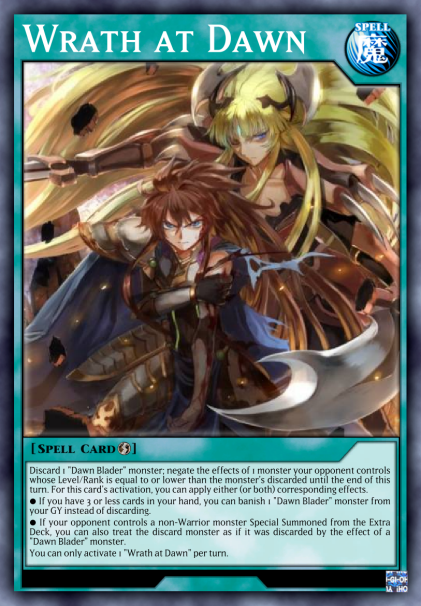 WRATH AT DAWN
SPELL
魔
[SPELL CARD]
Discard 1 "Dawn Blader" monster; negate the effects of 1 monster your opponent controls
whose Level/Rank is equal to or lower than the monster's discarded until the end of this
turn. For this card's activation, you can apply either (or both) corresponding effects.
● If you have 3 or less cards in your hand, you can banish 1 "Dawn Blader" monster from
your GY instead of discarding.
● If your opponent controls a non-Warrior monster Special Summoned from the Extra
Deck, you can also treat the discard monster as if it was discarded by the effect of a
"Dawn Blader" monster.
You can only activate 1 "Wrath at Dawn" per turn.